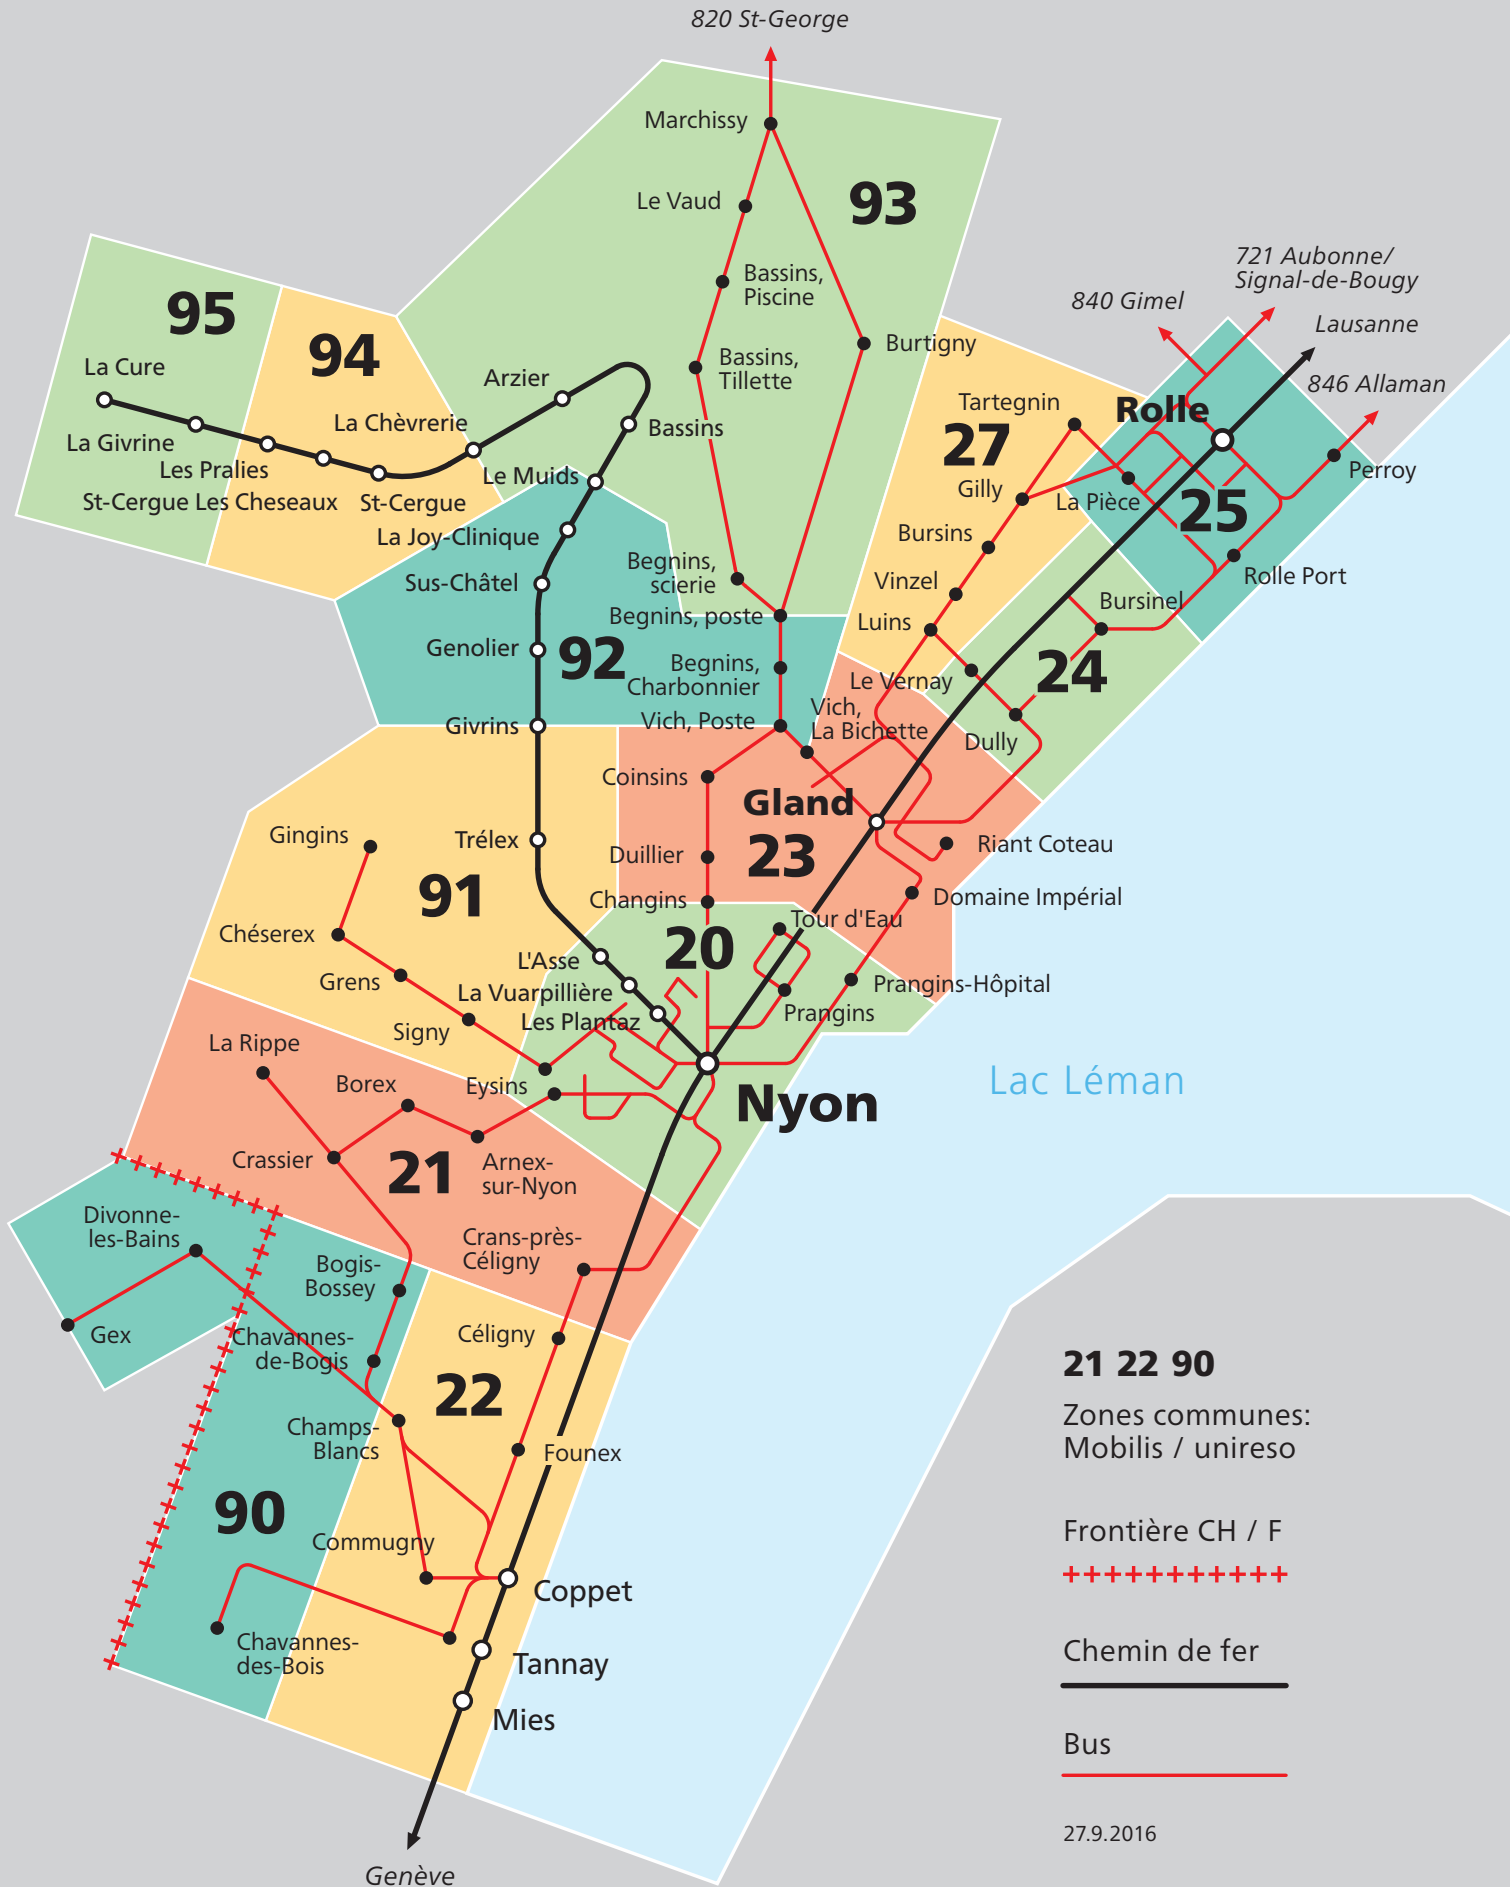 820 St-George
Marchissy
Le Vaud
93
Bassins,
Piscine
721 Aubonne/
Signal-de-Bougy
840 Gimel
Lausanne
95
94
Burtigny
La Cure
Arzier
Bassins,
Tillette
846 Allaman
Tartegnin
Rolle
La Chèvrerie
Bassins
27
La Givrine
Les Pralies
Le Muids
Perroy
Gilly
La Pièce
St-Cergue Les Cheseaux
St-Cergue
25
La Joy-Clinique
Bursins
Begnins,
scierie
Rolle Port
Sus-Châtel
Vinzel
Bursinel
Begnins, poste
Luins
Genolier
92
Begnins,
Charbonnier
24
Le Vernay
Vich,
La Bichette
Givrins
Vich, Poste
Dully
Coinsins
Gland
Gingins
Trélex
Riant Coteau
Duillier
23
91
Changins
Domaine Impérial
Tour d'Eau
Chéserex
20
L'Asse
Grens
La Vuarpillière
Prangins-Hôpital
Prangins
Les Plantaz
Signy
La Rippe
Borex
Eysins
Nyon
Lac Léman
Crassier
21
Arnex-
sur-Nyon
Divonne-
les-Bains
Crans-près-
Céligny
Bogis-
Bossey
Gex
Chavannes-
de-Bogis
Céligny
22
21 22 90
Zones communes:
Mobilis / unireso
Champs-
Blancs
Founex
90
Commugny
Frontière CH / F
Coppet
Chavannes-
des-Bois
Tannay
Chemin de fer
Mies
Bus
27.9.2016
Genève